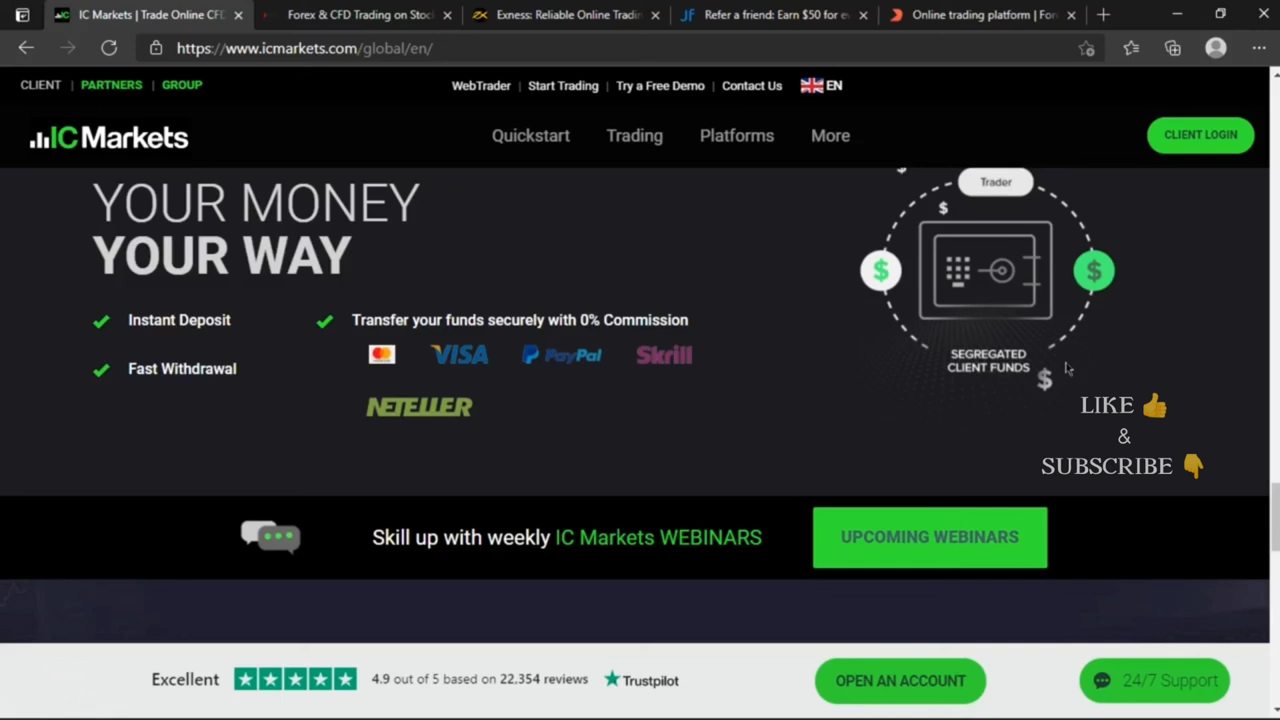 IC Markets | Trade Online CFD
Forex & CFD Trading on Stoc
Exness: Reliable Online Tradin
Refer a friend: Earn $50 for e
Online trading platform | For
https://www.icmarkets.com/global/en/
CLIENT | PARTNERS | GROUP
WebTrader | Start Trading | Try a Free Demo | Contact Us EN
IC Markets
Quickstart Trading Platforms More
CLIENT LOGIN
YOUR MONEY
YOUR WAY
Trader
$
$ $
Instant Deposit
Transfer your funds securely with 0% Commission
VISA PayPal Skrill
Fast Withdrawal
NETELLER
SEGREGATED
CLIENT FUNDS
$
LIKE 👍
&
SUBSCRIBE 👇
Skill up with weekly IC Markets WEBINARS
UPCOMING WEBINARS
Excellent 4.9 out of 5 based on 22,354 reviews Trustpilot
OPEN AN ACCOUNT
24/7 Support